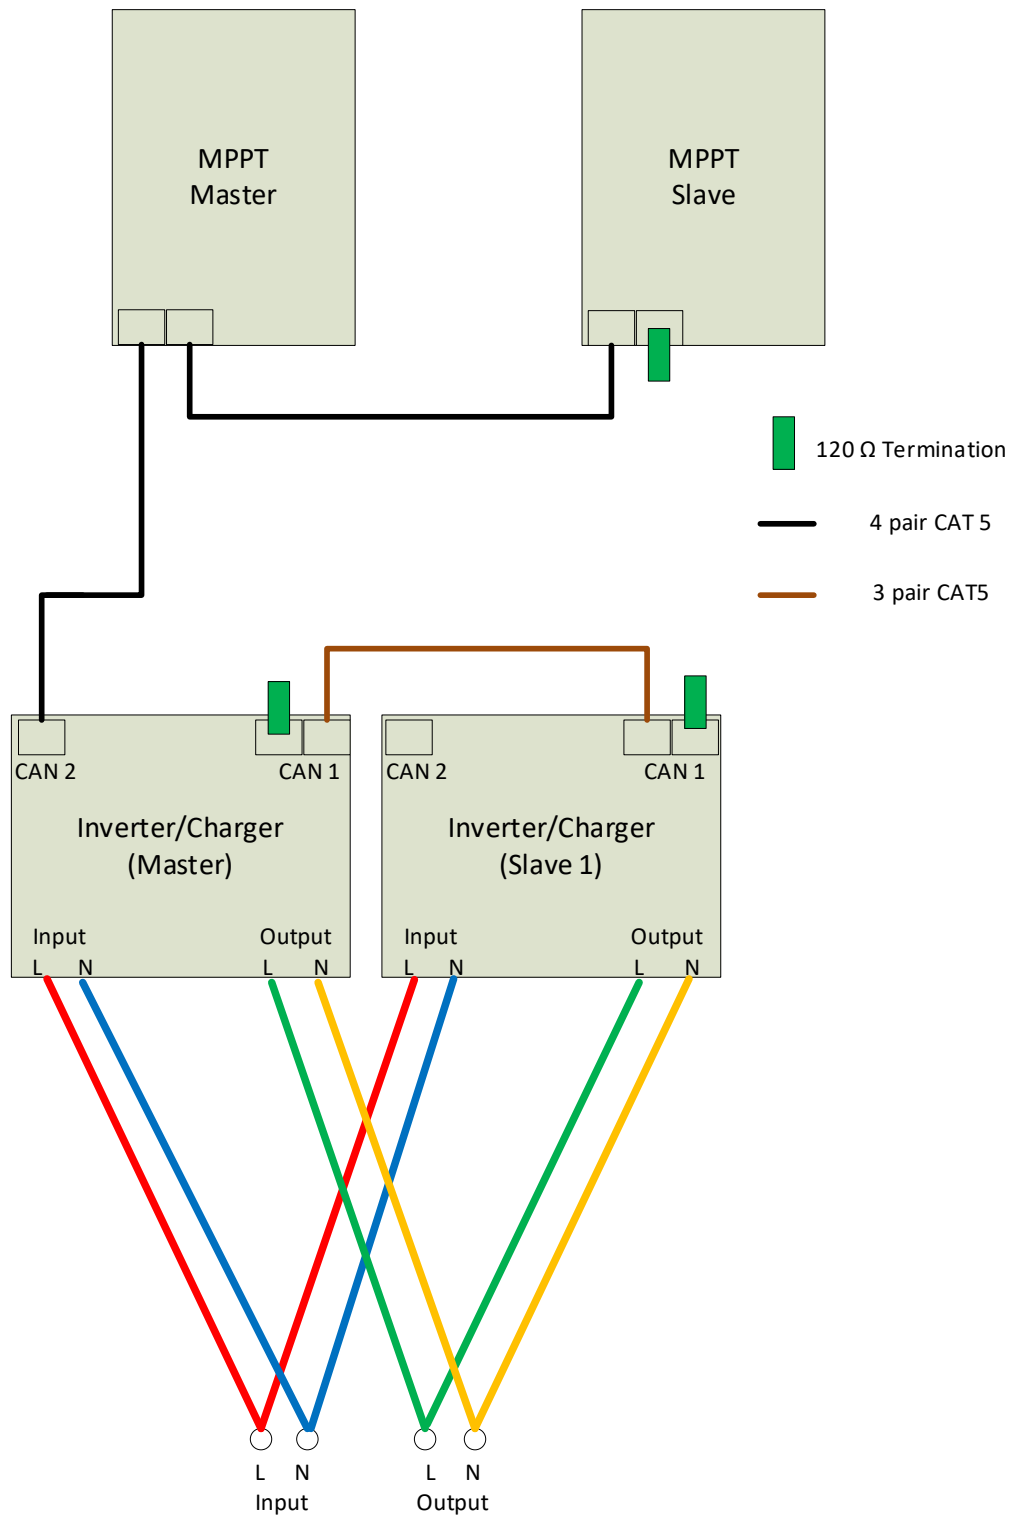 MPPT
Master
MPPT
Slave
120 Ω Termination
4 pair CAT 5
3 pair CAT5
CAN 2
CAN 1
CAN 2
CAN 1
Inverter/Charger
(Master)
Inverter/Charger
(Slave 1)
Input
Output
Input
Output
L N
L N
L N
L N
L N
L N
Input
Output